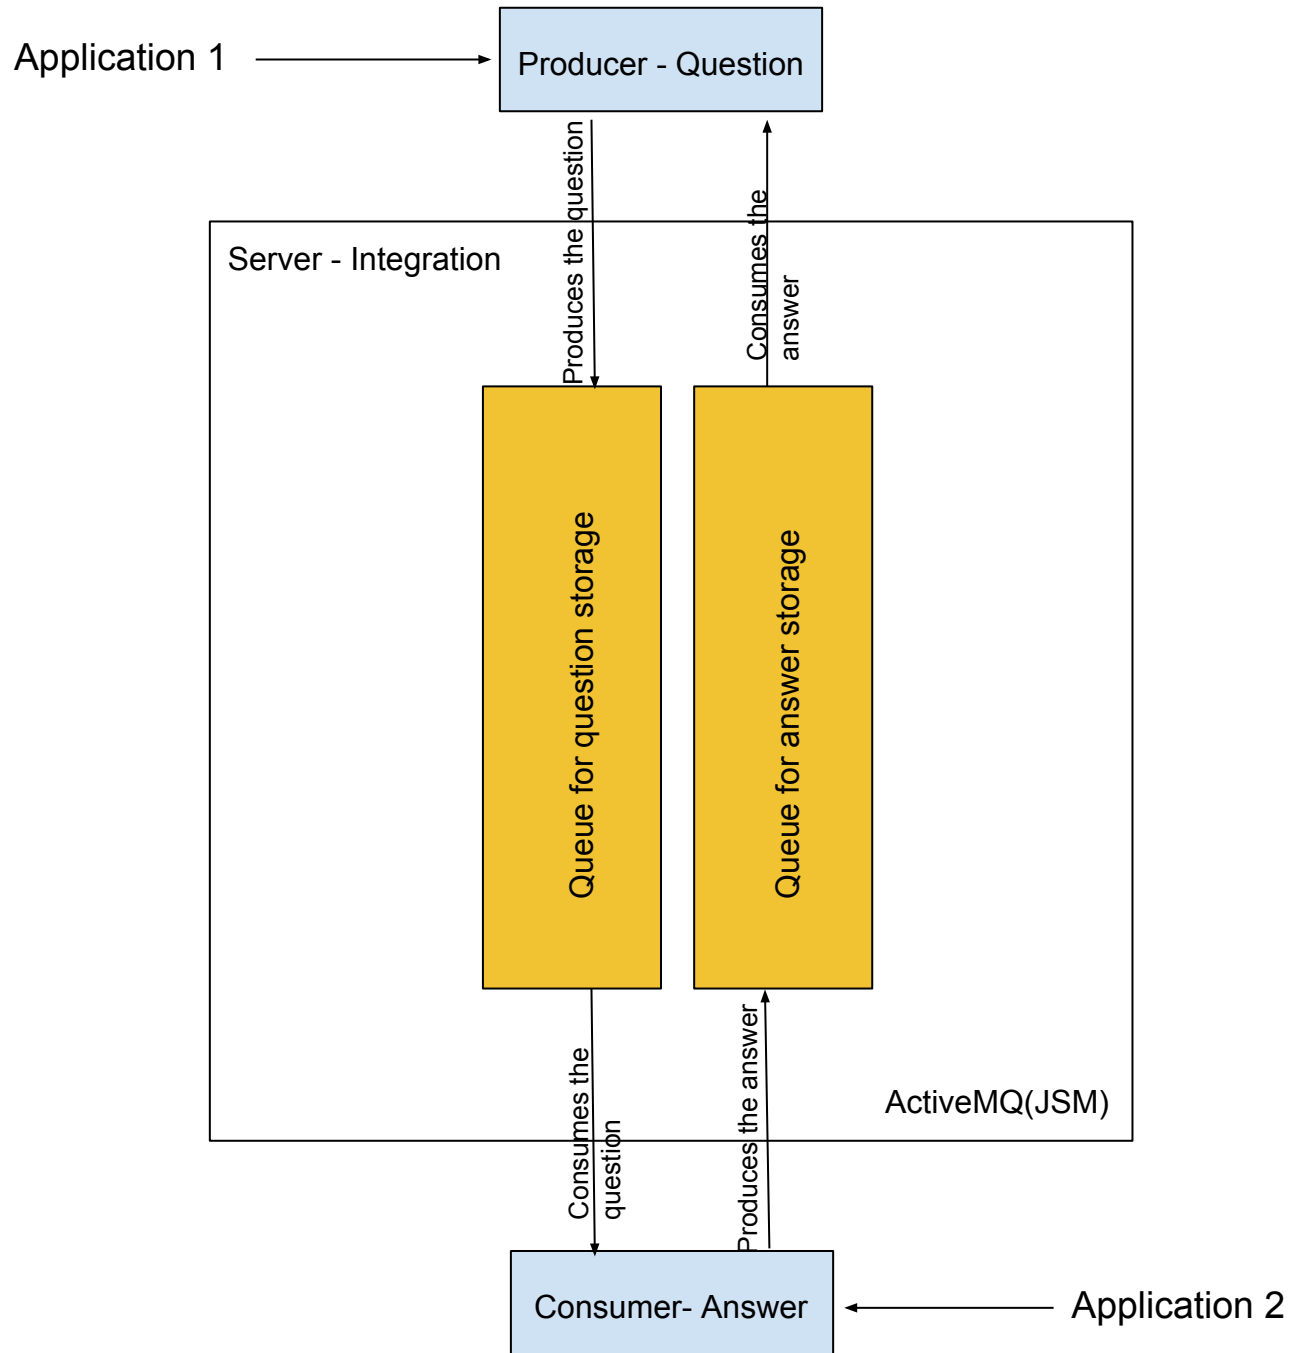 Application 1
Producer - Question
Produces the question
Consumes the
answer
Server - Integration
Queue for question storage
Queue for answer storage
ActiveMQ(JSM)
Consumes the
question
Produces the answer
Consumer- Answer
Application 2